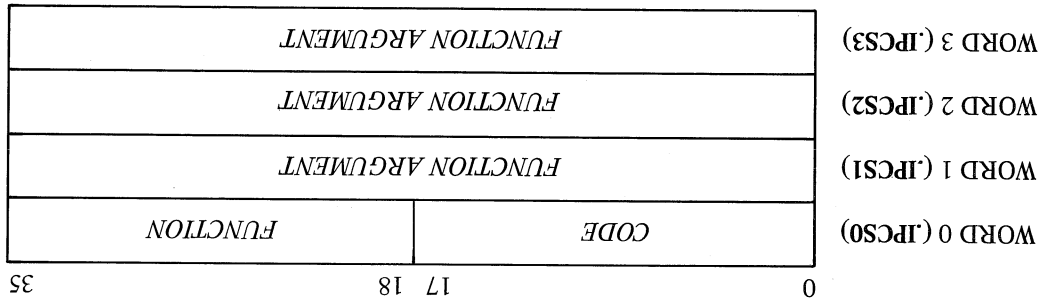 0 17 18 35
WORD 0 (.IPCS0) CODE FUNCTION
WORD 1 (.IPCS1) FUNCTION ARGUMENT
WORD 2 (.IPCS2) FUNCTION ARGUMENT
WORD 3 (.IPCS3) FUNCTION ARGUMENT